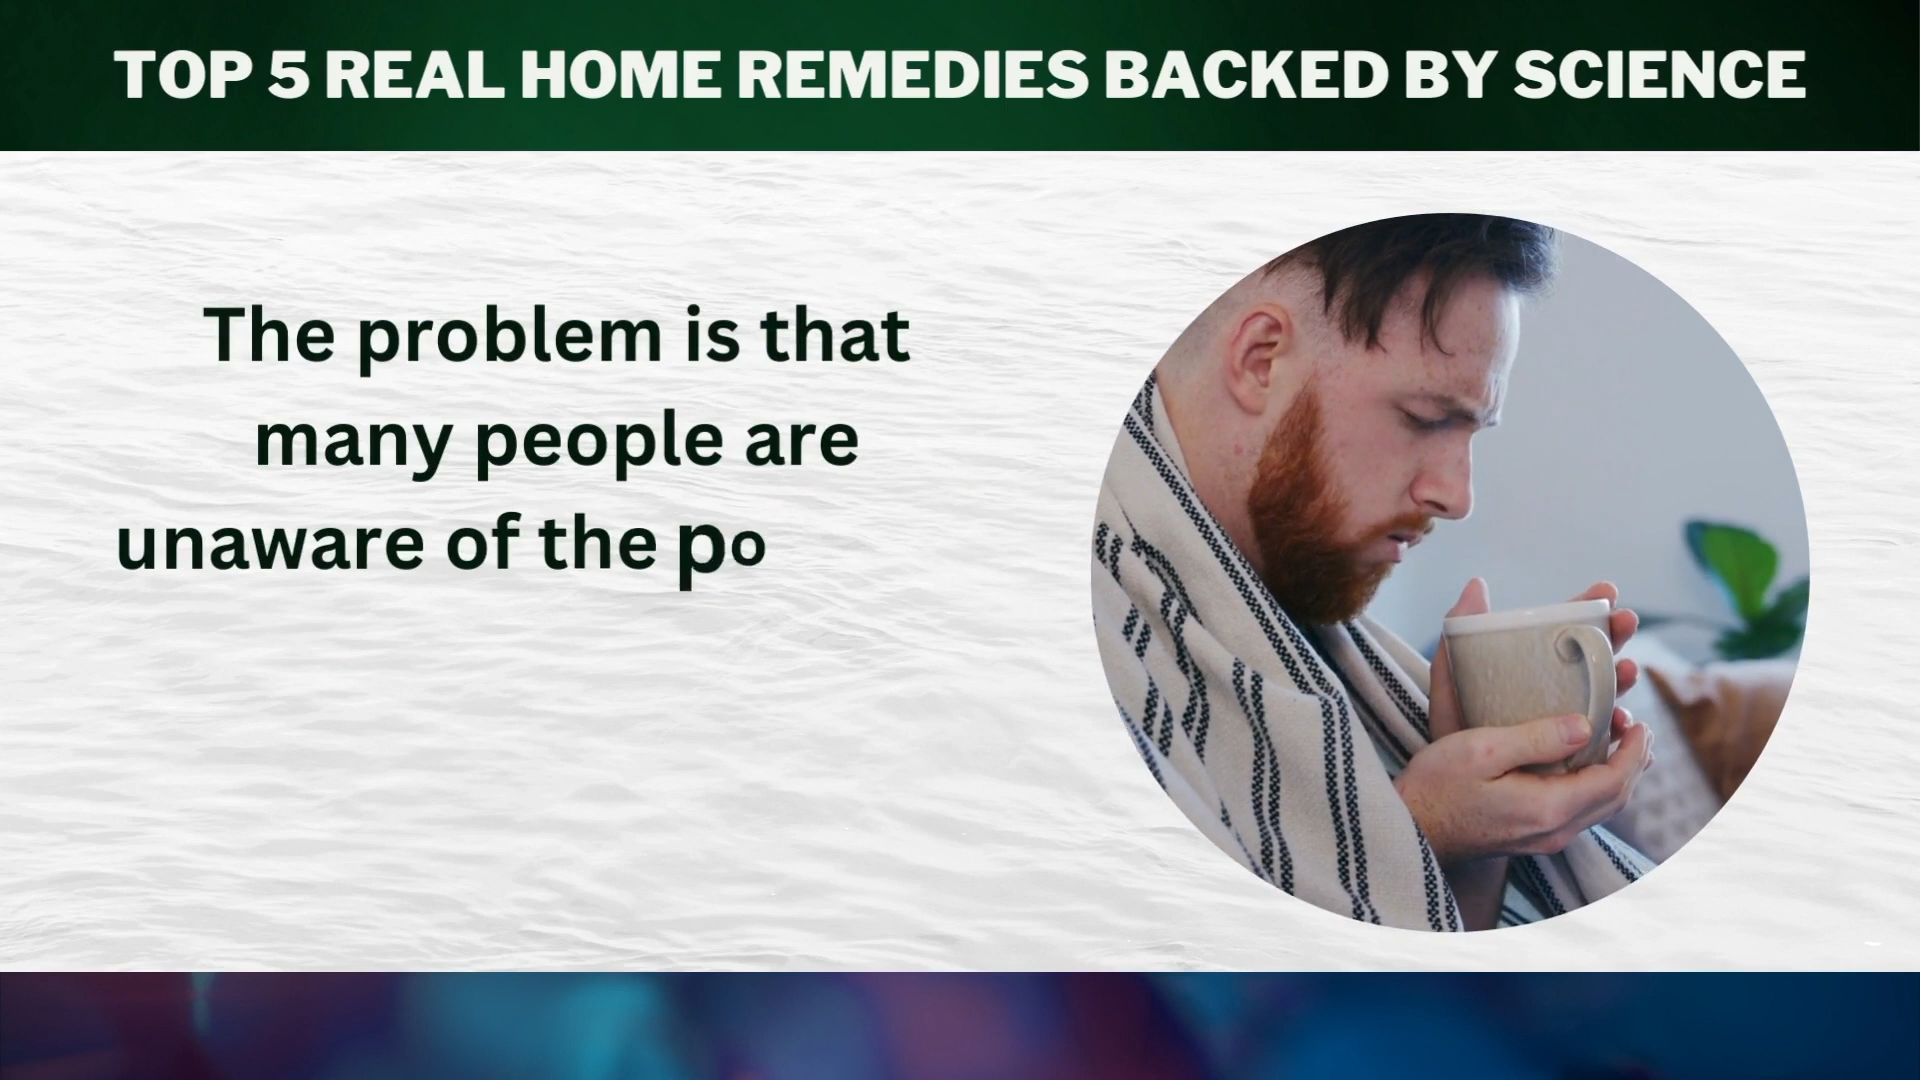 TOP 5 REAL HOME REMEDIES BACKED BY SCIENCE
The problem is that
many people are
unaware of the po